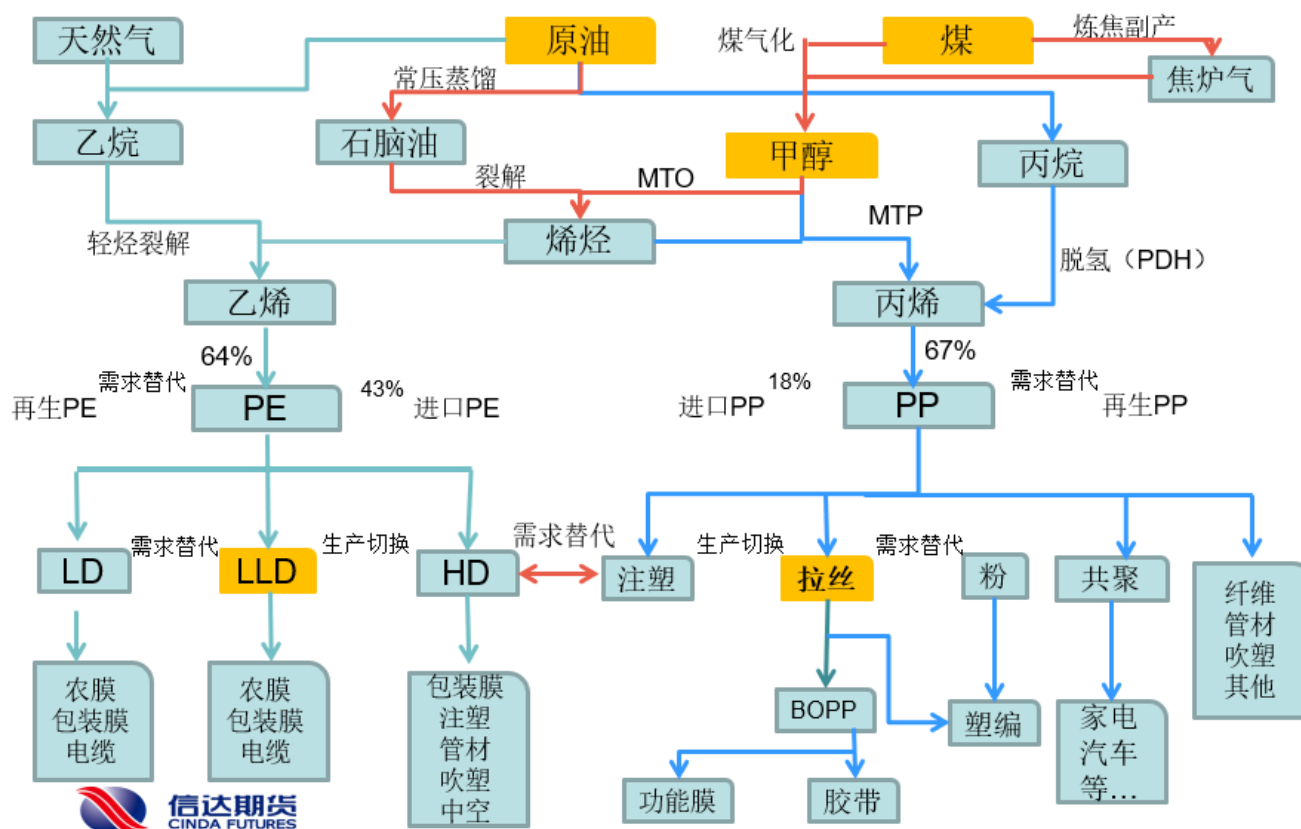 天然气
原油
煤
炼焦副产
煤气化
焦炉气
常压蒸馏
乙烷
石脑油
甲醇
丙烷
裂解
MTO
MTP
轻烃裂解
烯烃
脱氢（PDH）
乙烯
丙烯
64%
67%
需求替代
43%
18%
需求替代
再生PE
PE
进口PE
进口PP
PP
再生PP
需求替代
生产切换
需求替代
生产切换
需求替代
LD
LLD
HD
注塑
拉丝
粉
共聚
纤维
管材
吹塑
其他
农膜
包装膜
电缆
农膜
包装膜
电缆
包装膜
注塑
管材
吹塑
中空
BOPP
塑编
家电
汽车
等...
功能膜
胶带
信达期货
CINDA FUTURES